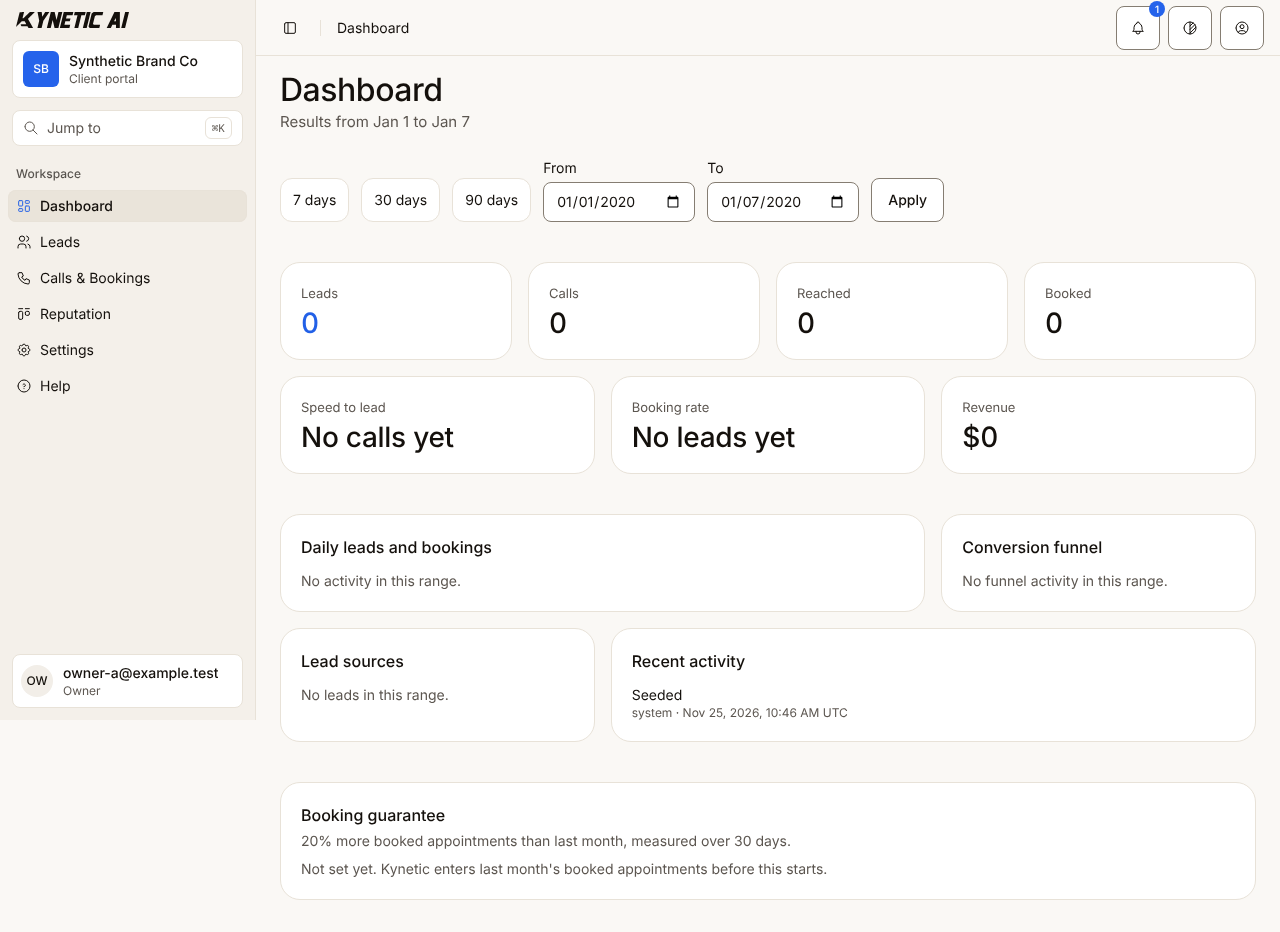 KYNETIC AI
SB
Synthetic Brand Co
Client portal
Jump to
⌘K
Workspace
Dashboard
Leads
Calls & Bookings
Reputation
Settings
Help
OW
owner-a@example.test
Owner
Dashboard
1
Dashboard
Results from Jan 1 to Jan 7
7 days
30 days
90 days
From
01/01/2020
To
01/07/2020
Apply
Leads
0
Calls
0
Reached
0
Booked
0
Speed to lead
No calls yet
Booking rate
No leads yet
Revenue
$0
Daily leads and bookings
No activity in this range.
Conversion funnel
No funnel activity in this range.
Lead sources
No leads in this range.
Recent activity
Seeded
system · Nov 25, 2026, 10:46 AM UTC
Booking guarantee
20% more booked appointments than last month, measured over 30 days.
Not set yet. Kynetic enters last month's booked appointments before this starts.